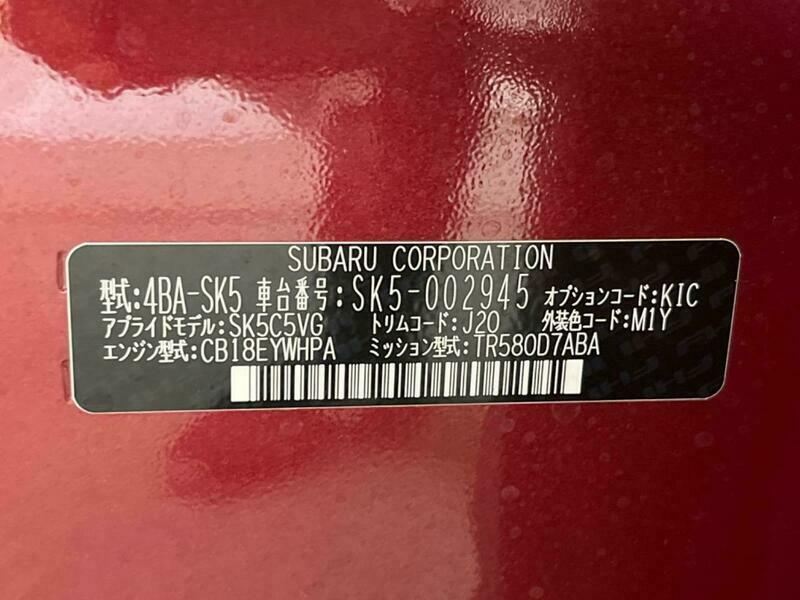 SUBARU CORPORATION
型式:4BA-SK5 車台番号:SK5-002945 オプションコード:KIC
アプライドモデル:SK5C5VG トリムコード:J20 外装色コード:M1Y
エンジン型式:CB18EYWHPA ミッション型式:TR580D7ABA